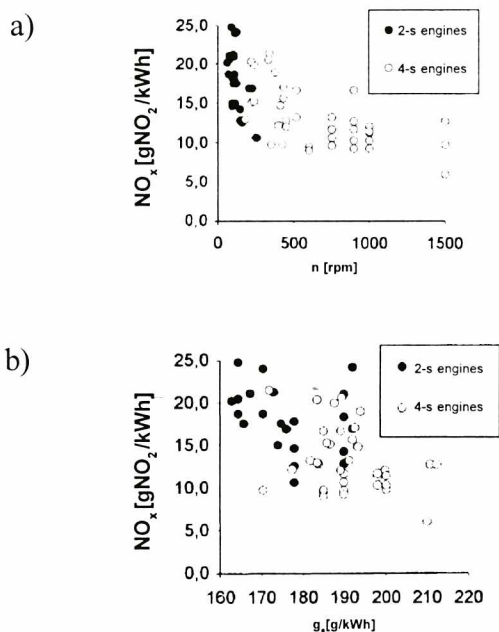 a)
NOx [gNO2/kWh]
25,0
20,0
15,0
10,0
5,0
0,0
0
500
1000
1500
n [rpm]
2-s engines
4-s engines
b)
NOx [gNO2/kWh]
25,0
20,0
15,0
10,0
5,0
0,0
160
170
180
190
200
210
220
ge[g/kWh]
2-s engines
4-s engines